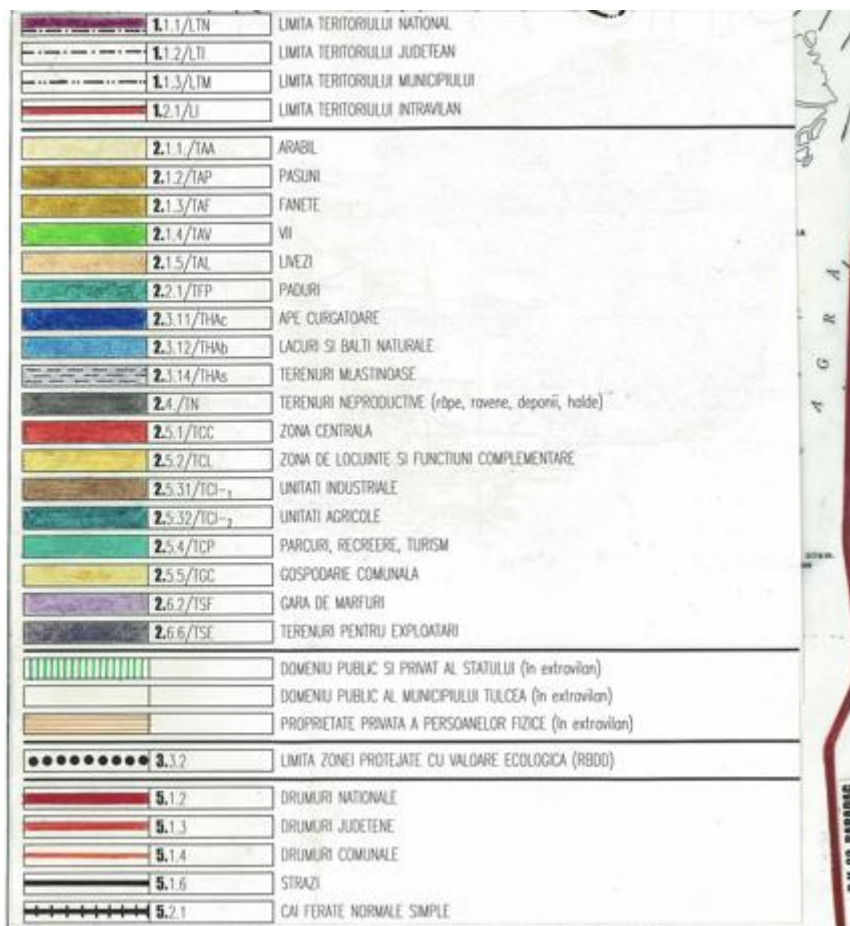 1.1.1/LTN LIMITA TERITORIULUI NATIONAL
1.1.2/LTJ LIMITA TERITORIULUI JUDETEAN
1.1.3/LTM LIMITA TERITORIULUI MUNICIPIULUI
1.2.1/LI LIMITA TERITORIULUI INTRAVILAN
2.1.1./TAA ARABIL
2.1.2/TAP PASUNI
2.1.3/TAF FANETE
2.1.4/TAV VII
2.1.5/TAL LIVEZI
2.2.1/TFP PADURI
2.3.11/THAc APE CURGATOARE
2.3.12/THAb LACURI SI BALTI NATURALE
2.3.14/THAs TERENURI MLASTINOASE
2.4./TN TERENURI NEPRODUCTIVE (râpe, ravene, deponii, halde)
2.5.1/TCC ZONA CENTRALA
2.5.2/TCL ZONA DE LOCUINTE SI FUNCTIUNI COMPLEMENTARE
2.5.31/TCI-1 UNITATI INDUSTRIALE
2.5.32/TCI-2 UNITATI AGRICOLE
2.5.4/TCP PARCURI, RECREERE, TURISM
2.5.5/TGC GOSPODARIE COMUNALA
2.6.2/TSF GARA DE MARFURI
2.6.6/TSE TERENURI PENTRU EXPLOATARI
DOMENIU PUBLIC SI PRIVAT AL STATULUI (în extravilan)
DOMENIU PUBLIC AL MUNICIPIULUI TULCEA (în extravilan)
PROPRIETATE PRIVATA A PERSOANELOR FIZICE (în extravilan)
3.3.2 LIMITA ZONEI PROTEJATE CU VALOARE ECOLOGICA (RBDD)
5.1.2 DRUMURI NATIONALE
5.1.3 DRUMURI JUDETENE
5.1.4 DRUMURI COMUNALE
5.1.6 STRAZI
5.2.1 CAI FERATE NORMALE SIMPLE
AGRA